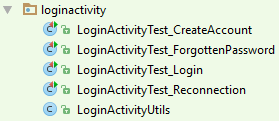 loginactivity
LoginActivityTest_CreateAccount
LoginActivityTest_ForgottenPassword
LoginActivityTest_Login
LoginActivityTest_Reconnection
LoginActivityUtils